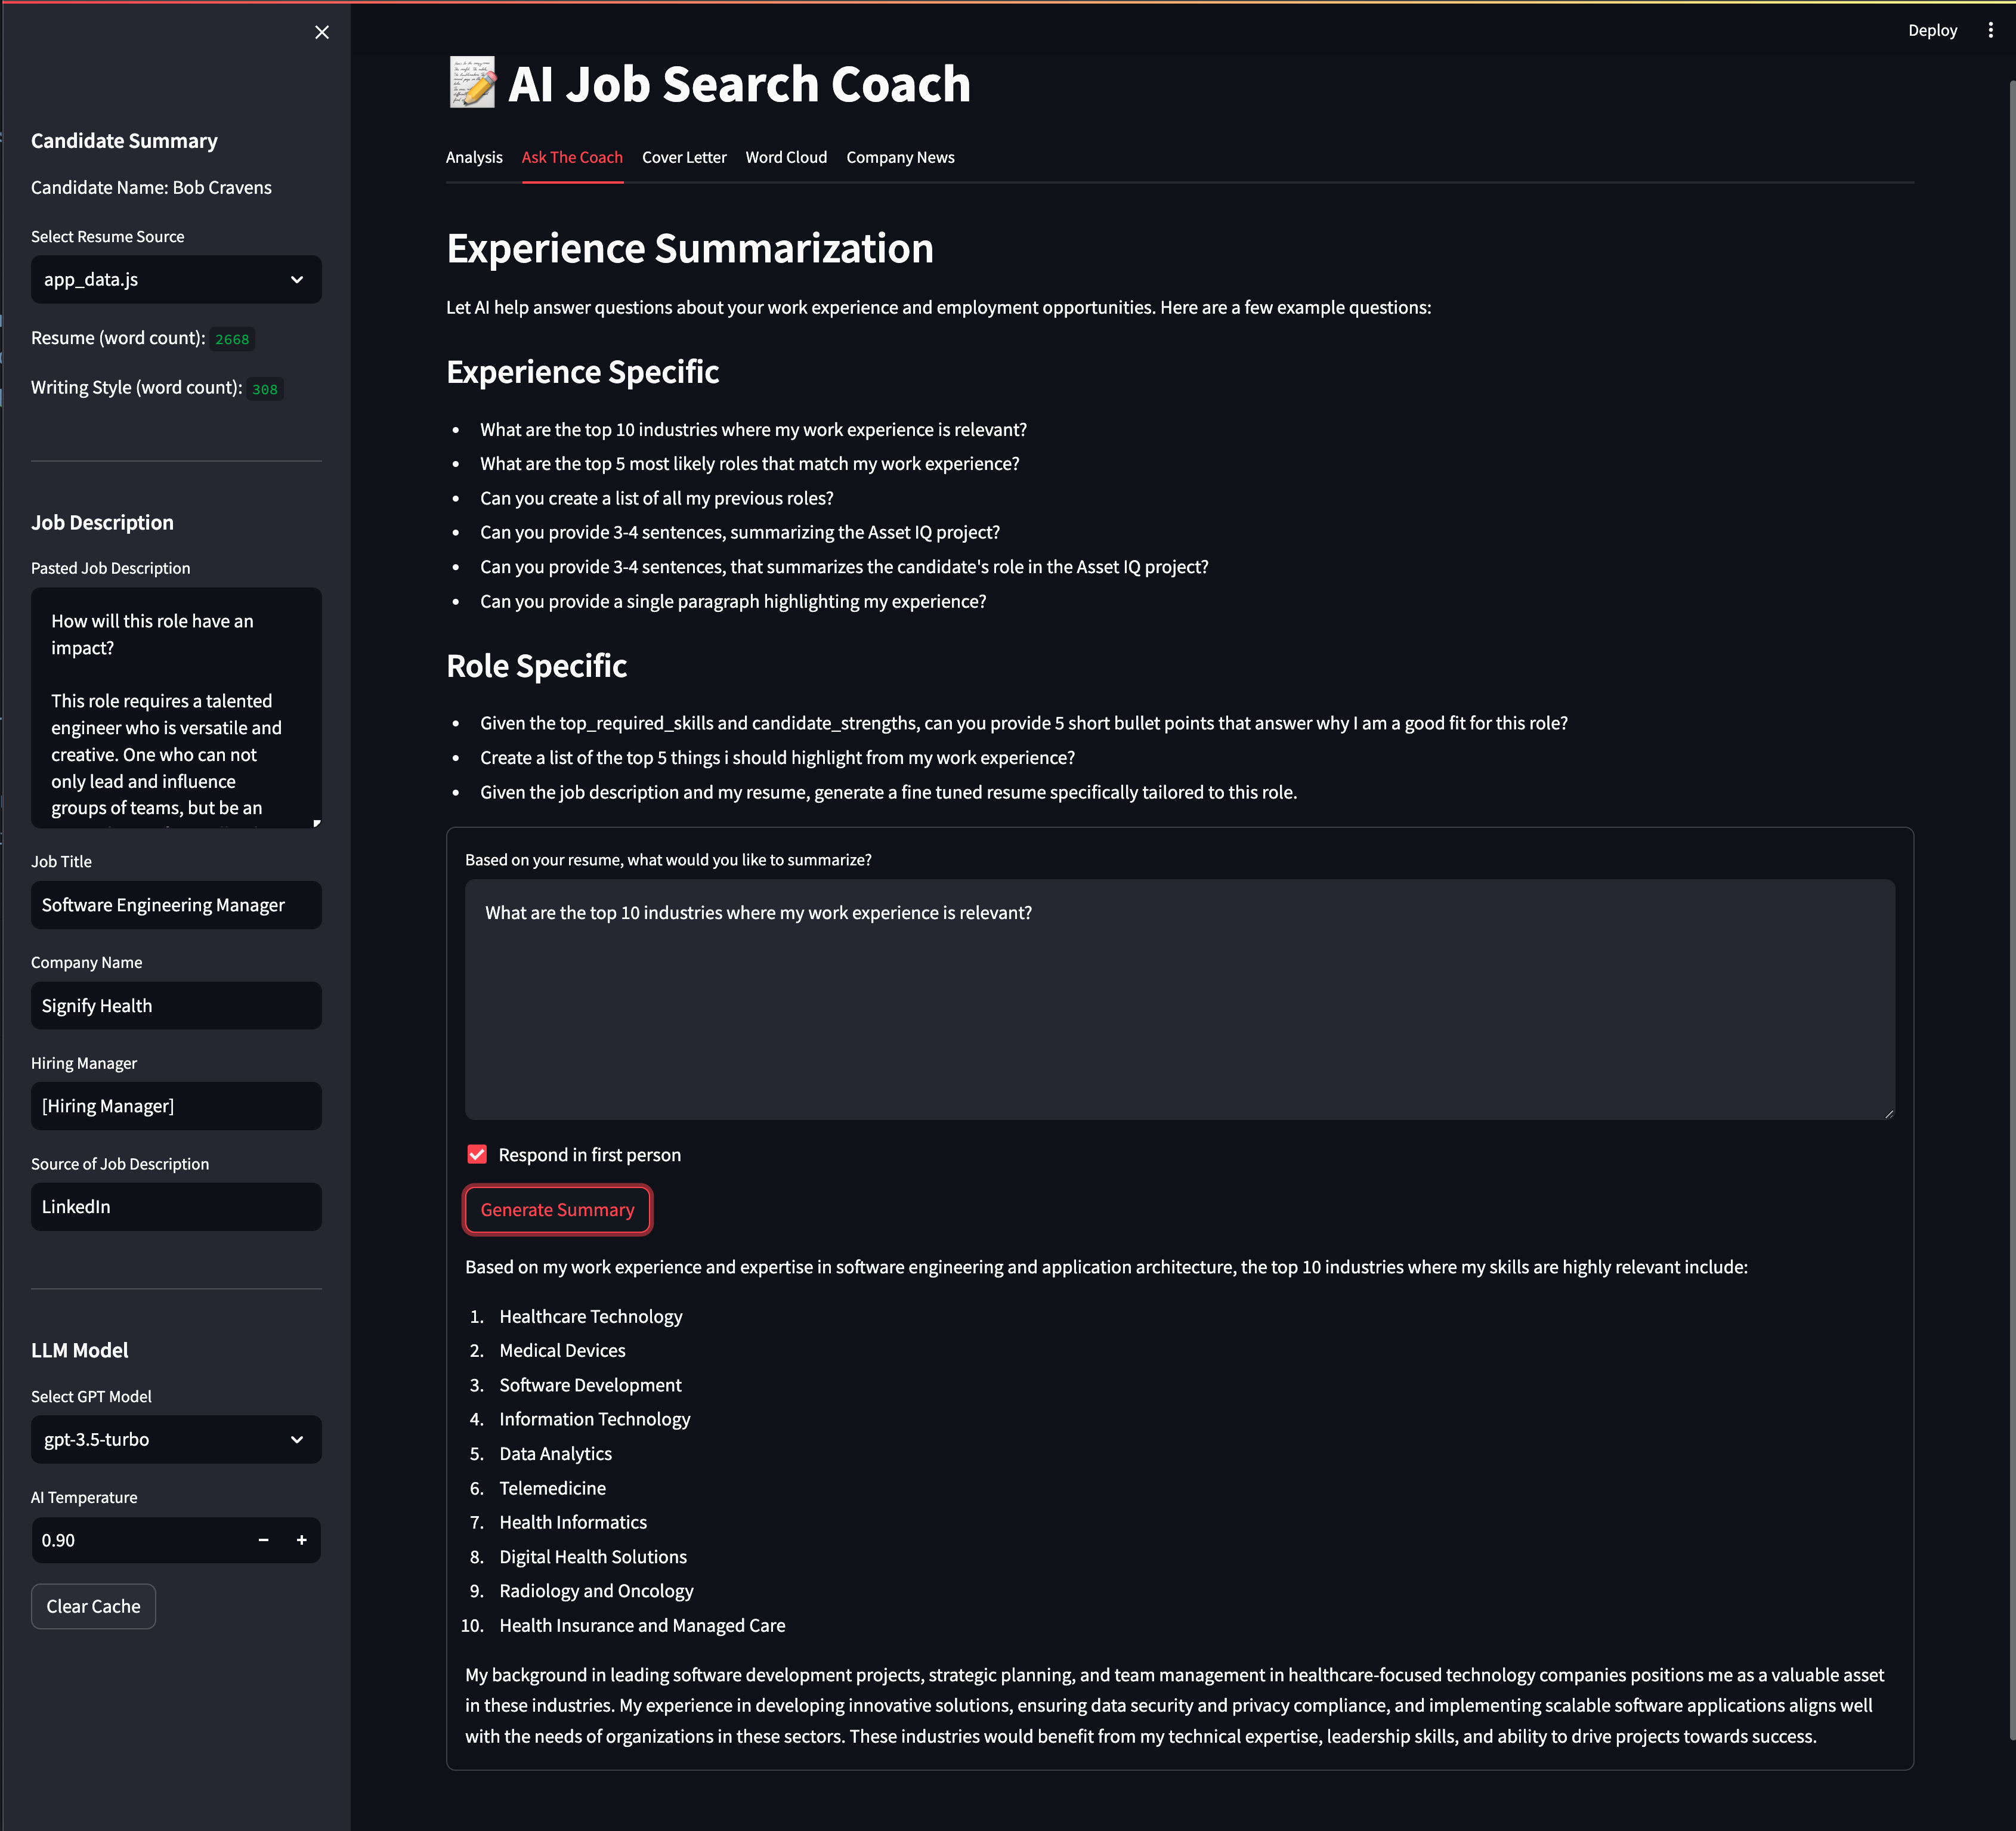 Deploy
Candidate Summary
Candidate Name: Bob Cravens
Select Resume Source
app_data.js
Resume (word count): 2668
Writing Style (word count): 308
Job Description
Pasted Job Description
How will this role have an
impact?
This role requires a talented
engineer who is versatile and
creative. One who can not
only lead and influence
groups of teams, but be an
Job Title
Software Engineering Manager
Company Name
Signify Health
Hiring Manager
[Hiring Manager]
Source of Job Description
LinkedIn
LLM Model
Select GPT Model
gpt-3.5-turbo
AI Temperature
0.90
Clear Cache
AI Job Search Coach
Analysis Ask The Coach Cover Letter Word Cloud Company News
Experience Summarization
Let AI help answer questions about your work experience and employment opportunities. Here are a few example questions:
Experience Specific
• What are the top 10 industries where my work experience is relevant?
• What are the top 5 most likely roles that match my work experience?
• Can you create a list of all my previous roles?
• Can you provide 3-4 sentences, summarizing the Asset IQ project?
• Can you provide 3-4 sentences, that summarizes the candidate's role in the Asset IQ project?
• Can you provide a single paragraph highlighting my experience?
Role Specific
• Given the top_required_skills and candidate_strengths, can you provide 5 short bullet points that answer why I am a good fit for this role?
• Create a list of the top 5 things i should highlight from my work experience?
• Given the job description and my resume, generate a fine tuned resume specifically tailored to this role.
Based on your resume, what would you like to summarize?
What are the top 10 industries where my work experience is relevant?
Respond in first person
Generate Summary
Based on my work experience and expertise in software engineering and application architecture, the top 10 industries where my skills are highly relevant include:
1. Healthcare Technology
2. Medical Devices
3. Software Development
4. Information Technology
5. Data Analytics
6. Telemedicine
7. Health Informatics
8. Digital Health Solutions
9. Radiology and Oncology
10. Health Insurance and Managed Care
My background in leading software development projects, strategic planning, and team management in healthcare-focused technology companies positions me as a valuable asset
in these industries. My experience in developing innovative solutions, ensuring data security and privacy compliance, and implementing scalable software applications aligns well
with the needs of organizations in these sectors. These industries would benefit from my technical expertise, leadership skills, and ability to drive projects towards success.